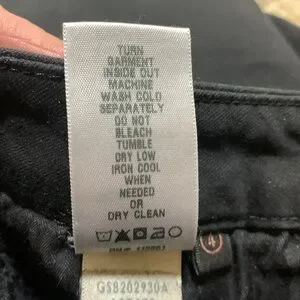 TURN
GARMENT
INSIDE OUT
MACHINE
WASH COLD
SEPARATELY
DO NOT
BLEACH
TUMBLE
DRY LOW
IRON COOL
WHEN
NEEDED
OR
DRY CLEAN
GS8202930A
4